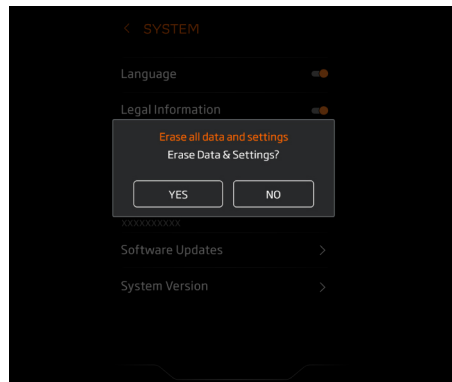 < SYSTEM
Language
Legal Information
Erase all data and settings
Erase Data & Settings?
YES NO
XXXXXXXXXX
Software Updates >
System Version >